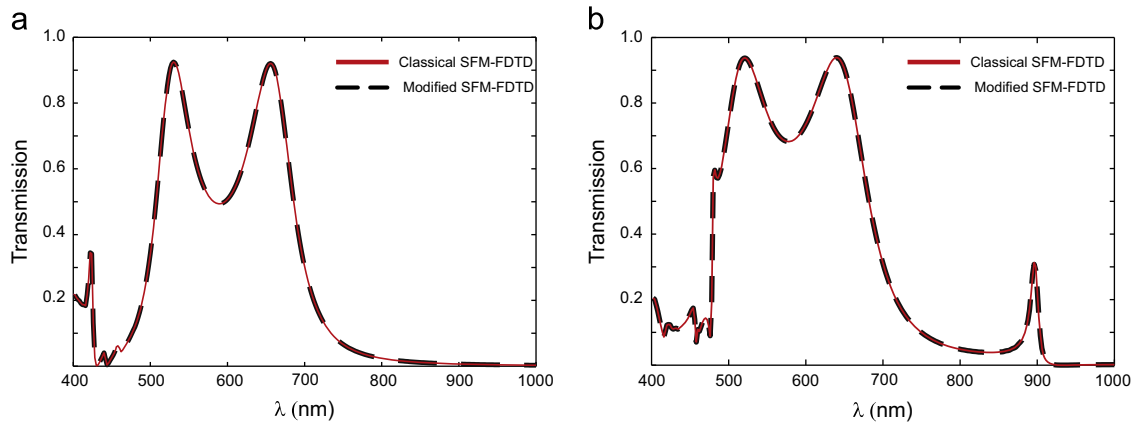 a
1.0
0.8
0.6
0.4
0.2
400 500 600 700 800 900 1000
Transmission
λ (nm)
Classical SFM-FDTD
Modified SFM-FDTD
b
1.0
0.8
0.6
0.4
0.2
400 500 600 700 800 900 1000
Transmission
λ (nm)
Classical SFM-FDTD
Modified SFM-FDTD